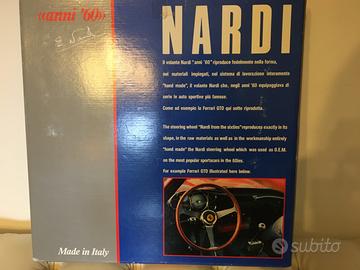 «anni '60»
NARDI
Il volante Nardi "anni '60" riproduce fedelmente nella forma,
nei materiali impiegati, nel sistema di lavorazione interamente
"hand made", il volante Nardi che, negli anni '60 equipaggiava di
serie le auto sportive più famose.
Come ad esempio la Ferrari GTO qui sotto riprodotta.
The steering wheel "Nardi from the sixties" reproduces exactly in its
shape, in the raw materials as well as in the workmanship entirely
"hand made" the Nardi steering wheel which was used as O.E.M.
on the most popular sportscars in the 60ies.
For example Ferrari GTO illustrated here below:
Made in Italy
subito